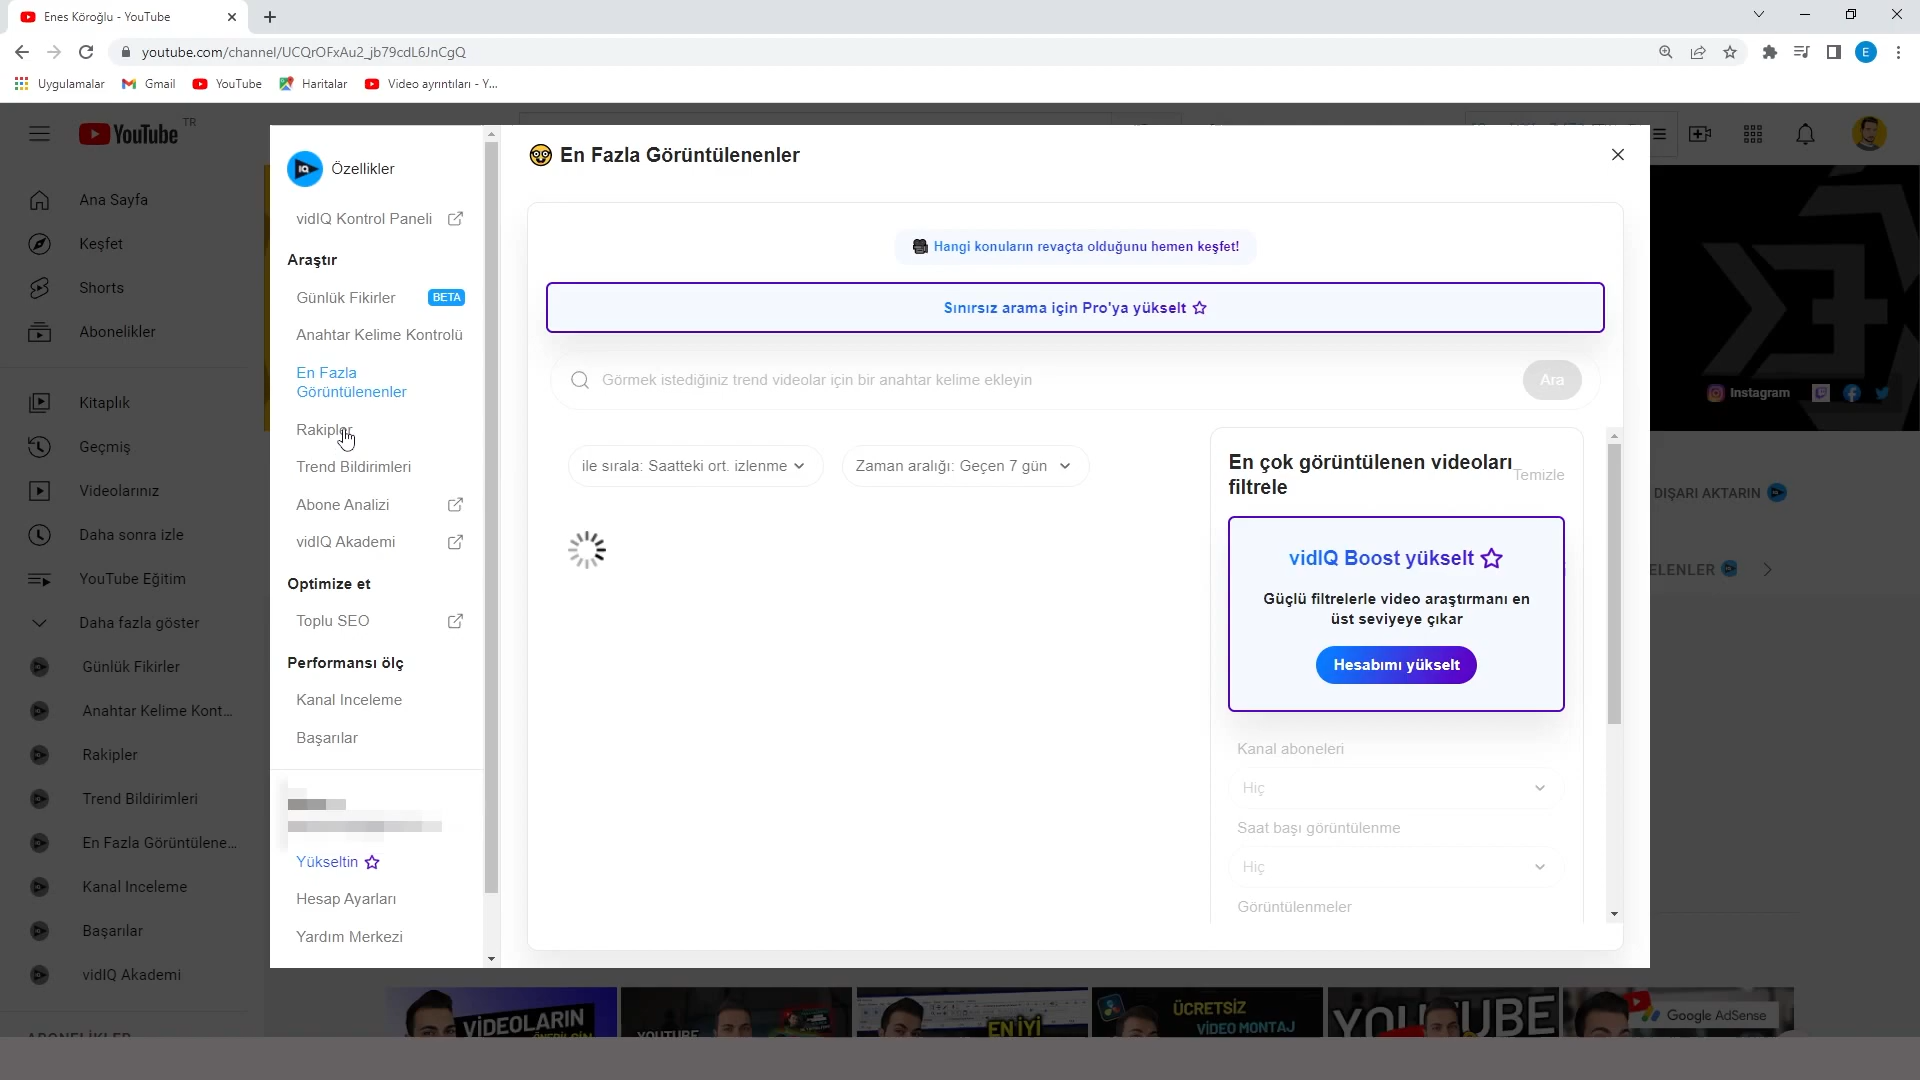 Enes Köroğlu - YouTube
youtube.com/channel/UCQrOFxAu2_jb79cdL6JnCgQ
E
Uygulamalar
Gmail
YouTube
Haritalar
Video ayrıntıları - Y...
YouTube
TR
Ana Sayfa
Keşfet
Shorts
Abonelikler
Kitaplık
Geçmiş
Videolarınız
Daha sonra izle
YouTube Eğitim
Daha fazla göster
Günlük Fikirler
Anahtar Kelime Kont...
Rakipler
Trend Bildirimleri
En Fazla Görüntülene...
Kanal Inceleme
Başarılar
vidIQ Akademi
ABONELİKLER
Özellikler
vidIQ Kontrol Paneli
Araştır
Günlük Fikirler
BETA
Anahtar Kelime Kontrolü
En Fazla
Görüntülenenler
Rakipler
Trend Bildirimleri
Abone Analizi
vidIQ Akademi
Optimize et
Toplu SEO
Performansı ölç
Kanal Inceleme
Başarılar
Yükseltin
Hesap Ayarları
Yardım Merkezi
En Fazla Görüntülenenler
Hangi konuların revaçta olduğunu hemen keşfet!
Sınırsız arama için Pro'ya yükselt
Görmek istediğiniz trend videolar için bir anahtar kelime ekleyin
Ara
ile sırala: Saatteki ort. izlenme
Zaman aralığı: Geçen 7 gün
En çok görüntülenen videoları
filtrele
Temizle
vidIQ Boost yükselt
Güçlü filtrelerle video araştırmanı en
üst seviyeye çıkar
Hesabımı yükselt
Kanal aboneleri
Hiç
Saat başı görüntülenme
Hiç
Görüntülenmeler
Instagram
DIŞARI AKTARIN
ELENLER
VİDEOLARIN
YOUTUBE
EN İYİ
ÜCRETSİZ
VİDEO MONTAJ
YOUTUBE
Google AdSense